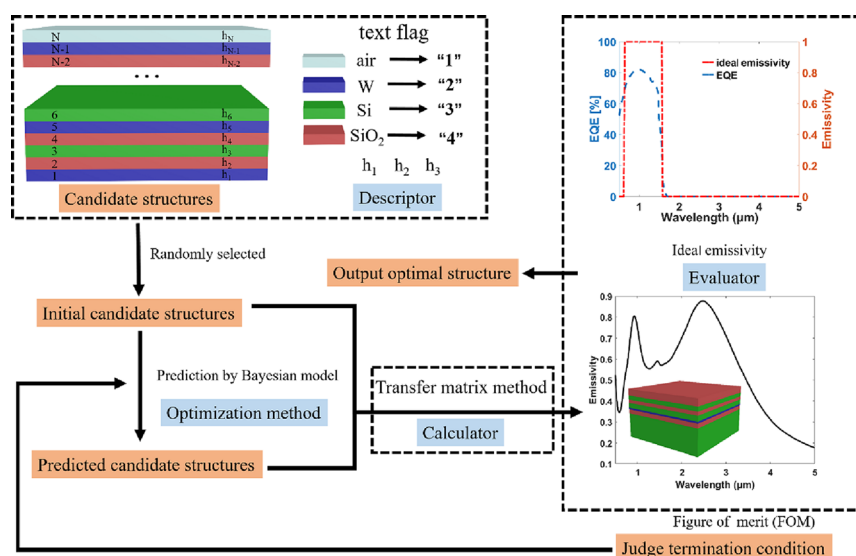 N hN
N-1 hN-1
N-2 hN-2
...
6 h6
5 h5
4 h4
3 h3
2 h2
1 h1
Candidate structures
text flag
air "1"
W "2"
Si "3"
SiO2 "4"
h1 h2 h3
Descriptor
100
80
60
40
20
0
EQE [%]
ideal emissivity
EQE
1
0.8
0.6
0.4
0.2
0
Emissivity
1 2 3 4 5
Wavelength (μm)
Ideal emissivity
Evaluator
Randomly selected
Output optimal structure
Initial candidate structures
Prediction by Bayesian model
Optimization method
Transfer matrix method
Calculator
Predicted candidate structures
0.9
0.8
0.7
0.6
0.5
0.4
0.3
0.2
0.1
Emissivity
1 2 3 4 5
Wavelength (μm)
Figure of merit (FOM)
Judge termination condition